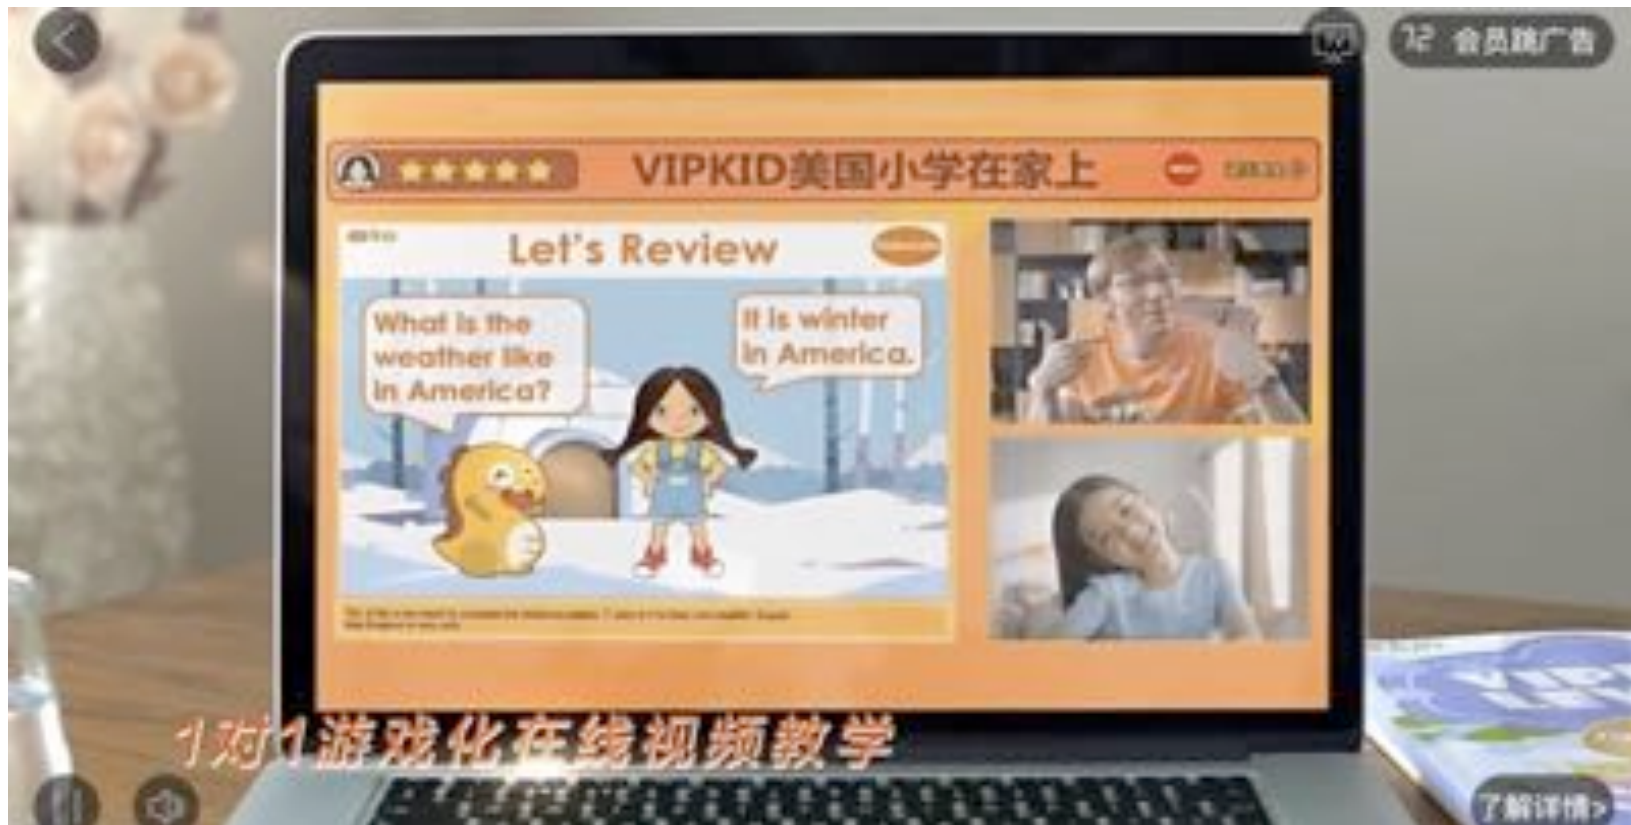 72 会员跳广告
VIPKID美国小学在家上
Let's Review
What is the
weather like
in America?
It is winter
in America.
1对1游戏化在线视频教学
VIP
了解详情>